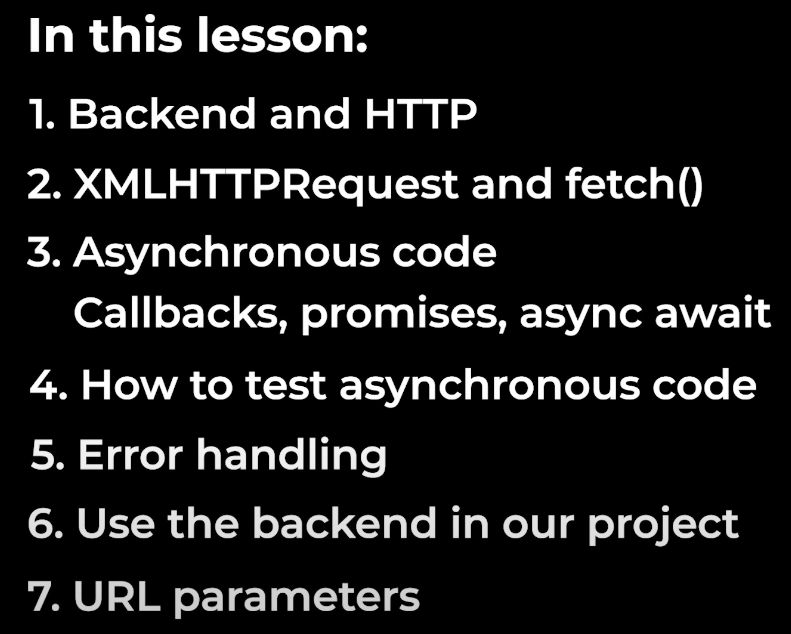 In this lesson:
1. Backend and HTTP
2. XMLHTTPRequest and fetch()
3. Asynchronous code
Callbacks, promises, async await
4. How to test asynchronous code
5. Error handling
6. Use the backend in our project
7. URL parameters